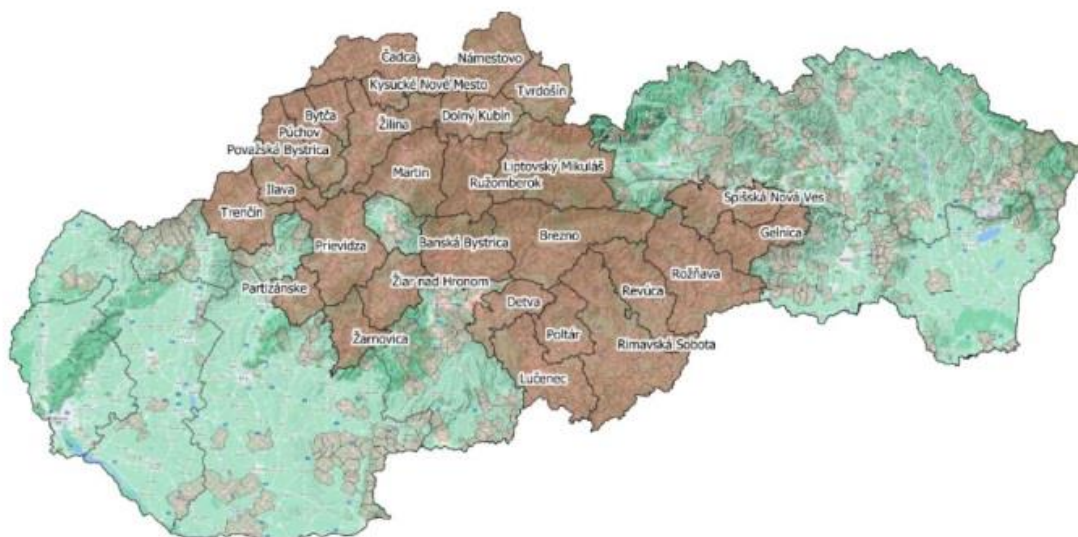 Čadca
Námestovo
Kysucké Nové Mesto
Tvrdošín
Bytča
Dolný Kubín
Žilina
Púchov
Považská Bystrica
Martin
Liptovský Mikuláš
Ružomberok
Ilava
Spišská Nová Ves
Trenčín
Gelnica
Brezno
Banská Bystrica
Prievidza
Rožňava
Žiar nad Hronom
Partizánske
Revúca
Detva
Poltár
Žarnovica
Rimavská Sobota
Lučenec